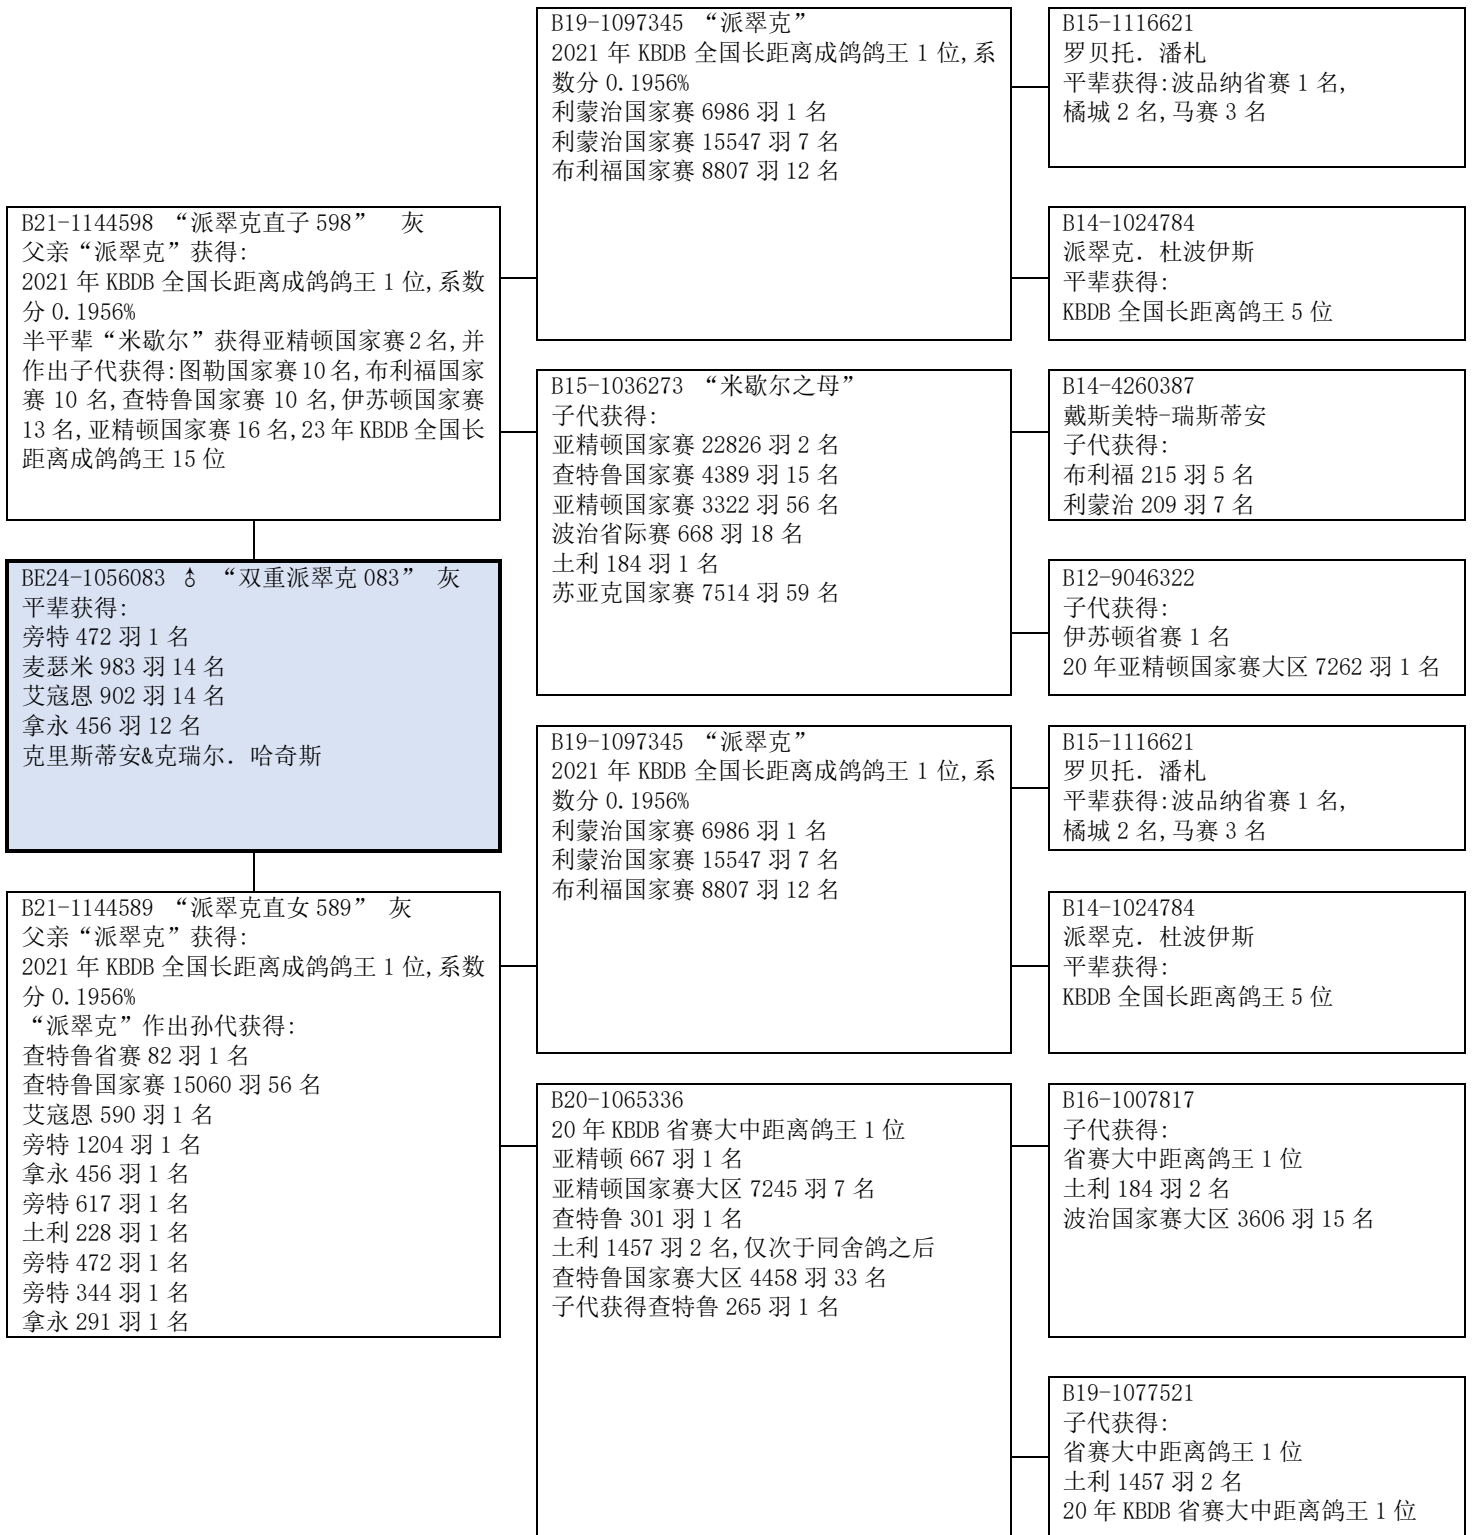 B19-1097345 “派翠克”
2021 年 KBDB 全国长距离成鸽鸽王 1 位,系
数分 0.1956%
利蒙治国家赛 6986 羽 1 名
利蒙治国家赛 15547 羽 7 名
布利福国家赛 8807 羽 12 名
B15-1116621
罗贝托. 潘札
平辈获得:波品纳省赛 1 名,
橘城 2 名,马赛 3 名
B21-1144598 “派翠克直子 598” 灰
父亲“派翠克”获得:
2021 年 KBDB 全国长距离成鸽鸽王 1 位,系数
分 0.1956%
半平辈“米歇尔”获得亚精顿国家赛 2 名,并
作出子代获得:图勒国家赛 10 名,布利福国家
赛 10 名,查特鲁国家赛 10 名,伊苏顿国家赛
13 名,亚精顿国家赛 16 名,23 年 KBDB 全国长
距离成鸽鸽王 15 位
B14-1024784
派翠克. 杜波伊斯
平辈获得:
KBDB 全国长距离鸽王 5 位
B15-1036273 “米歇尔之母”
子代获得:
亚精顿国家赛 22826 羽 2 名
查特鲁国家赛 4389 羽 15 名
亚精顿国家赛 3322 羽 56 名
波治省际赛 668 羽 18 名
土利 184 羽 1 名
苏亚克国家赛 7514 羽 59 名
B14-4260387
戴斯美特-瑞斯蒂安
子代获得:
布利福 215 羽 5 名
利蒙治 209 羽 7 名
BE24-1056083 ♂ “双重派翠克 083” 灰
平辈获得:
旁特 472 羽 1 名
麦瑟米 983 羽 14 名
艾寇恩 902 羽 14 名
拿永 456 羽 12 名
克里斯蒂安&克瑞尔. 哈奇斯
B12-9046322
子代获得:
伊苏顿省赛 1 名
20 年亚精顿国家赛大区 7262 羽 1 名
B19-1097345 “派翠克”
2021 年 KBDB 全国长距离成鸽鸽王 1 位,系
数分 0.1956%
利蒙治国家赛 6986 羽 1 名
利蒙治国家赛 15547 羽 7 名
布利福国家赛 8807 羽 12 名
B15-1116621
罗贝托. 潘札
平辈获得:波品纳省赛 1 名,
橘城 2 名,马赛 3 名
B21-1144589 “派翠克直女 589” 灰
父亲“派翠克”获得:
2021 年 KBDB 全国长距离成鸽鸽王 1 位,系数
分 0.1956%
“派翠克”作出孙代获得:
查特鲁省赛 82 羽 1 名
查特鲁国家赛 15060 羽 56 名
艾寇恩 590 羽 1 名
旁特 1204 羽 1 名
拿永 456 羽 1 名
旁特 617 羽 1 名
土利 228 羽 1 名
旁特 472 羽 1 名
旁特 344 羽 1 名
拿永 291 羽 1 名
B14-1024784
派翠克. 杜波伊斯
平辈获得:
KBDB 全国长距离鸽王 5 位
B20-1065336
20 年 KBDB 省赛大中距离鸽王 1 位
亚精顿 667 羽 1 名
亚精顿国家赛大区 7245 羽 7 名
查特鲁 301 羽 1 名
土利 1457 羽 2 名,仅次于同舍鸽之后
查特鲁国家赛大区 4458 羽 33 名
子代获得查特鲁 265 羽 1 名
B16-1007817
子代获得:
省赛大中距离鸽王 1 位
土利 184 羽 2 名
波治国家赛大区 3606 羽 15 名
B19-1077521
子代获得:
省赛大中距离鸽王 1 位
土利 1457 羽 2 名
20 年 KBDB 省赛大中距离鸽王 1 位